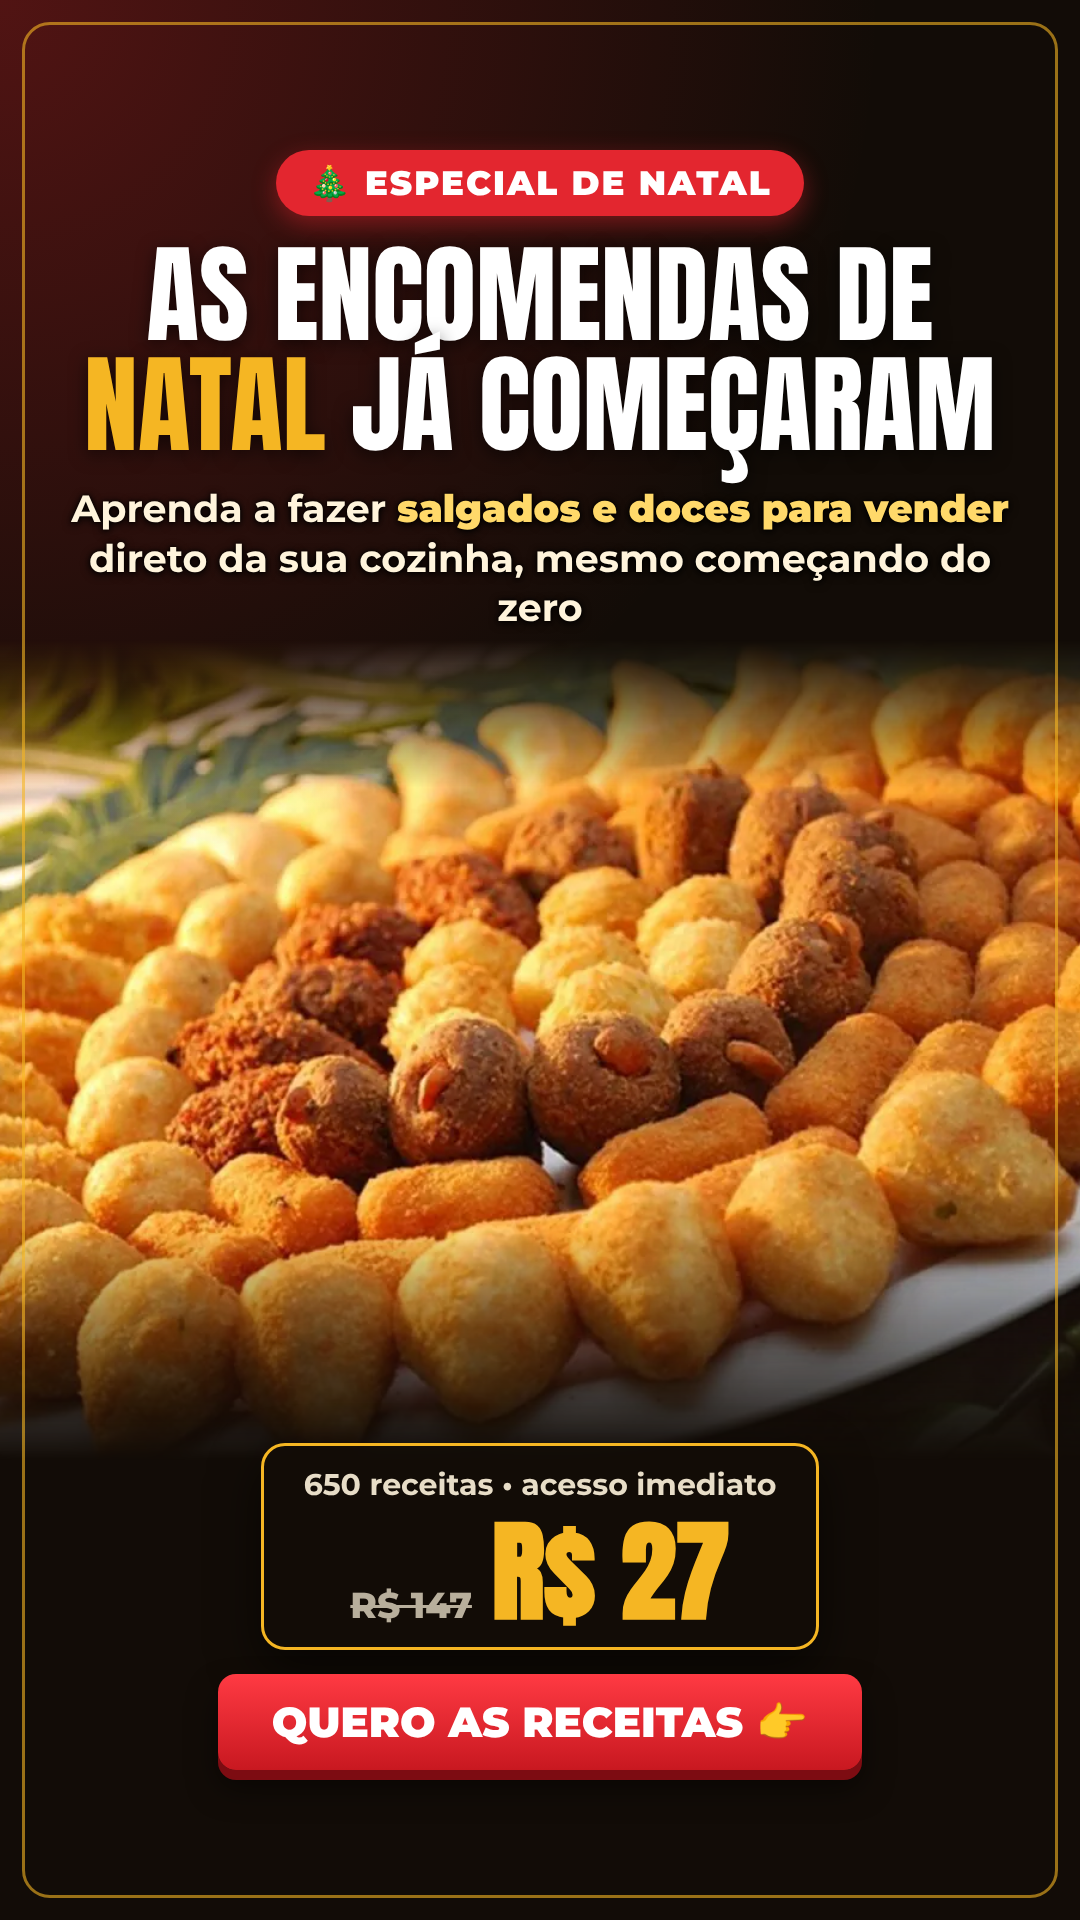 🎄 ESPECIAL DE NATAL
AS ENCOMENDAS DE
NATAL JÁ COMEÇARAM
Aprenda a fazer salgados e doces para vender
direto da sua cozinha, mesmo começando do
zero
650 receitas • acesso imediato
R$ 147 R$ 27
QUERO AS RECEITAS 👉